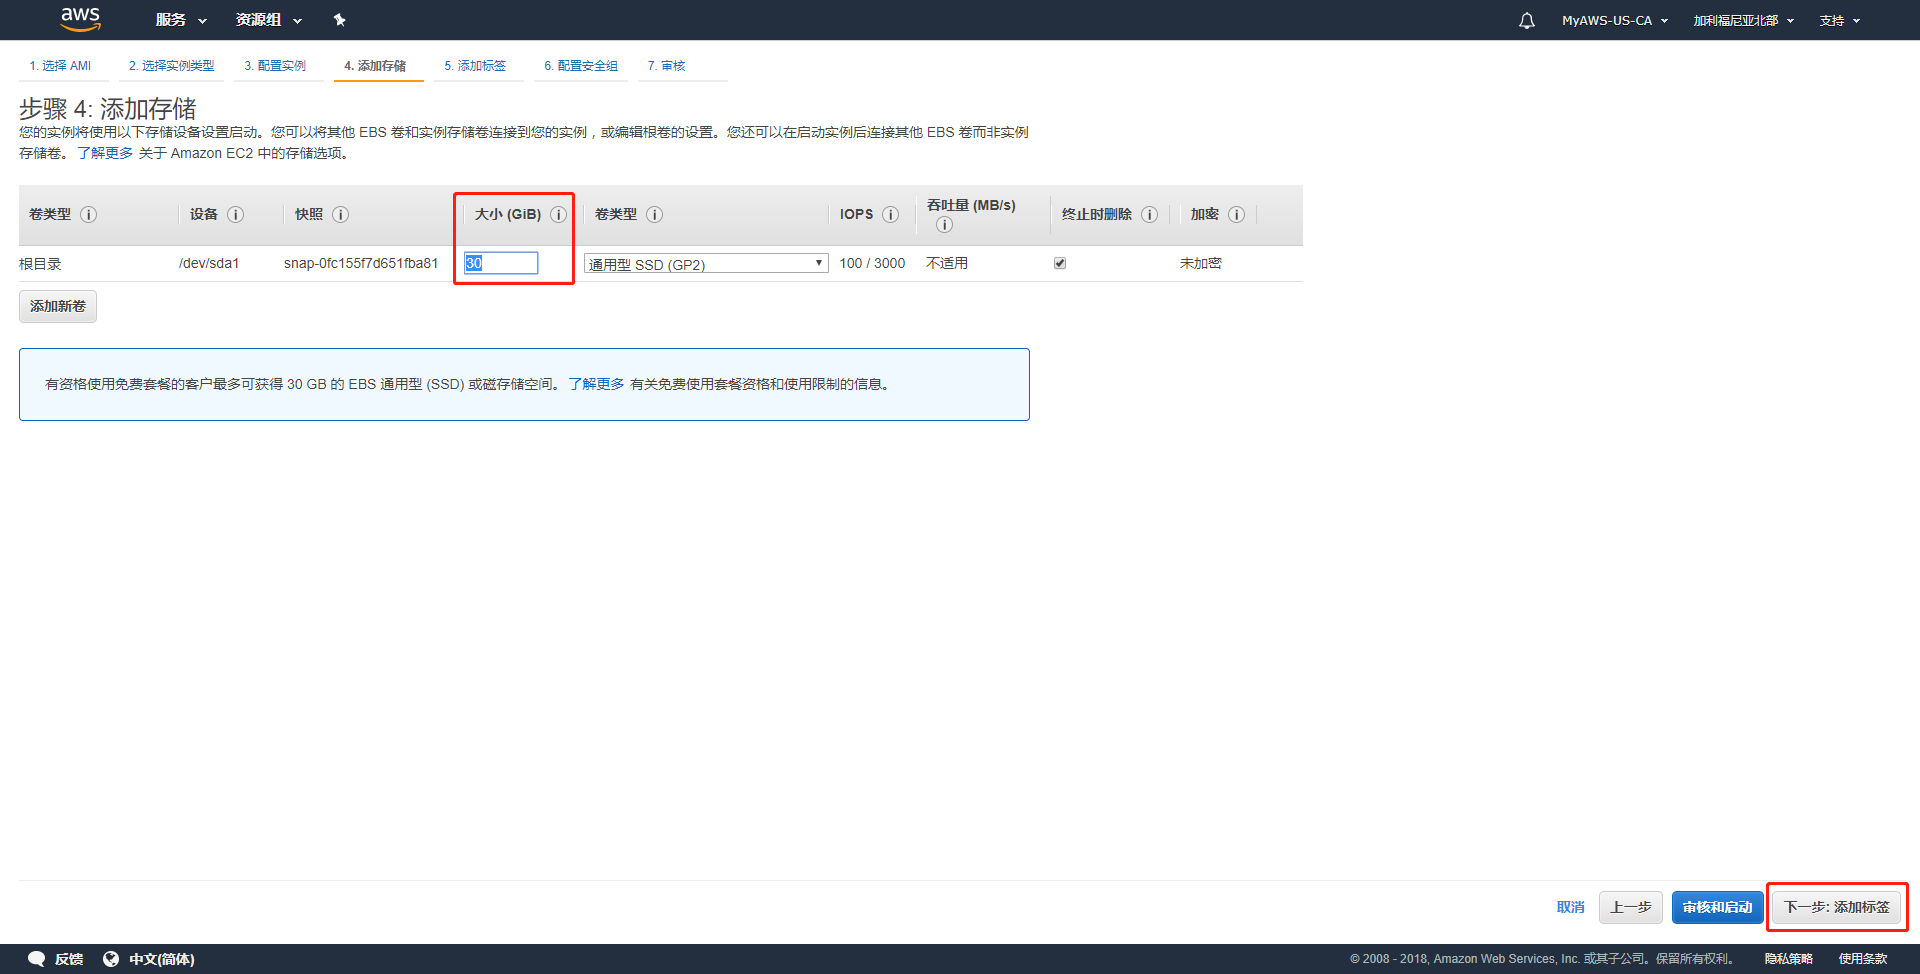 aws
服务
资源组
MyAWS-US-CA
加利福尼亚北部
支持
1. 选择 AMI
2. 选择实例类型
3. 配置实例
4. 添加存储
5. 添加标签
6. 配置安全组
7. 审核
步骤 4: 添加存储
您的实例将使用以下存储设备设置启动。您可以将其他 EBS 卷和实例存储卷连接到您的实例，或编辑根卷的设置。您还可以在启动实例后连接其他 EBS 卷而非实例
存储卷。 了解更多 关于 Amazon EC2 中的存储选项。
卷类型
设备
快照
大小 (GiB)
卷类型
IOPS
吞吐量 (MB/s)
终止时删除
加密
根目录
/dev/sda1
snap-0fc155f7d651fba81
30
通用型 SSD (GP2)
100 / 3000
不适用
未加密
添加新卷
有资格使用免费套餐的客户最多可获得 30 GB 的 EBS 通用型 (SSD) 或磁存储空间。 了解更多 有关免费使用套餐资格和使用限制的信息。
取消
上一步
审核和启动
下一步: 添加标签
反馈
中文(简体)
© 2008 - 2018, Amazon Web Services, Inc. 或其子公司。保留所有权利。
隐私策略
使用条款